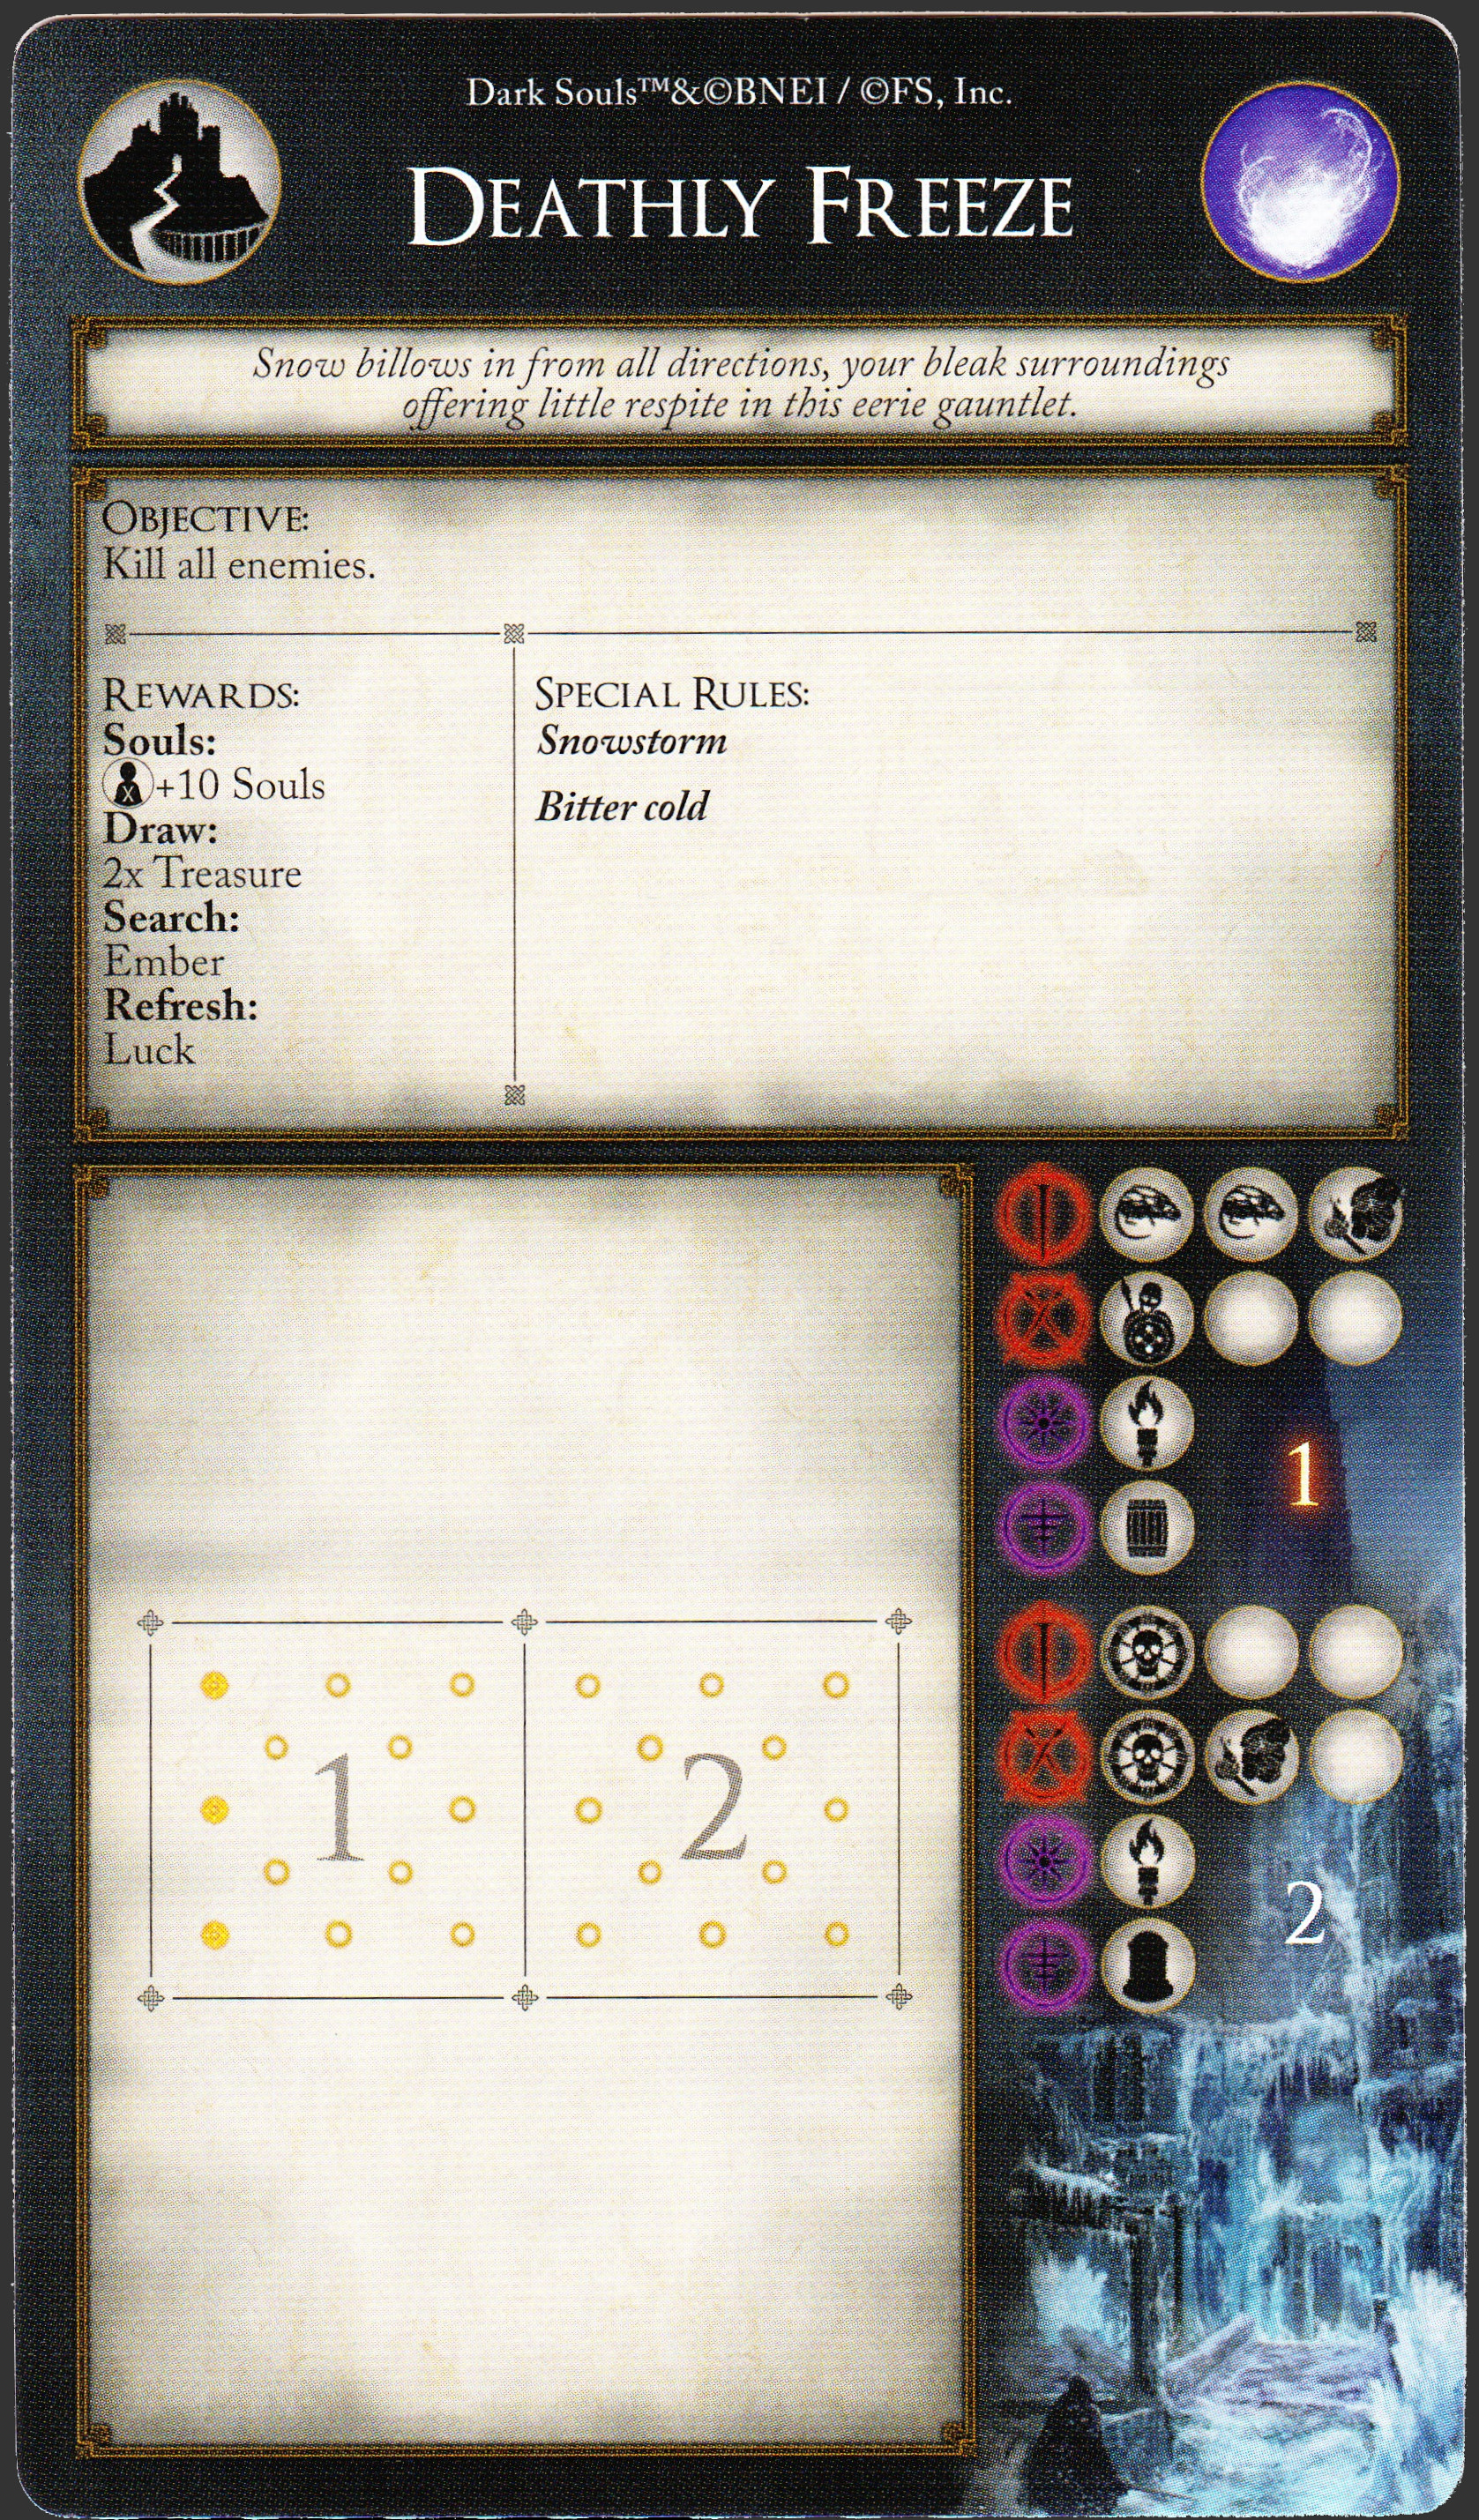 Dark Souls™&©BNEI / ©FS, Inc.
DEATHLY FREEZE
Snow billows in from all directions, your bleak surroundings
offering little respite in this eerie gauntlet.
OBJECTIVE:
Kill all enemies.
REWARDS:
Souls:
+10 Souls
Draw:
2x Treasure
Search:
Ember
Refresh:
Luck
SPECIAL RULES:
Snowstorm
Bitter cold
1
2
1
2